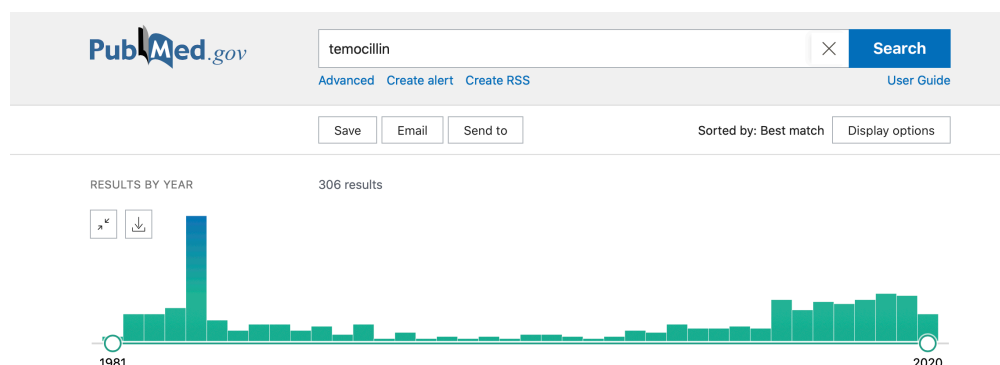 PubMed.gov
temocillin
Search
Advanced Create alert Create RSS
User Guide
Save Email Send to
Sorted by: Best match Display options
RESULTS BY YEAR
306 results
1981
2020